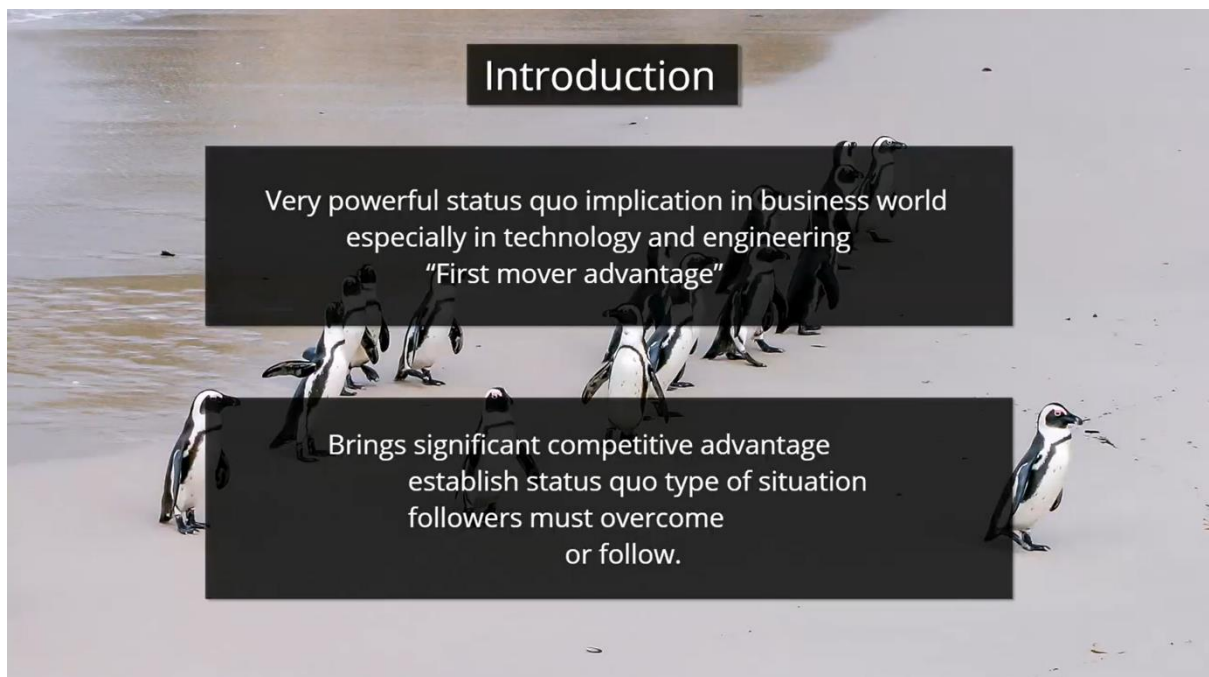 Introduction
Very powerful status quo implication in business world
especially in technology and engineering
“First mover advantage”
Brings significant competitive advantage
establish status quo type of situation
followers must overcome
or follow.